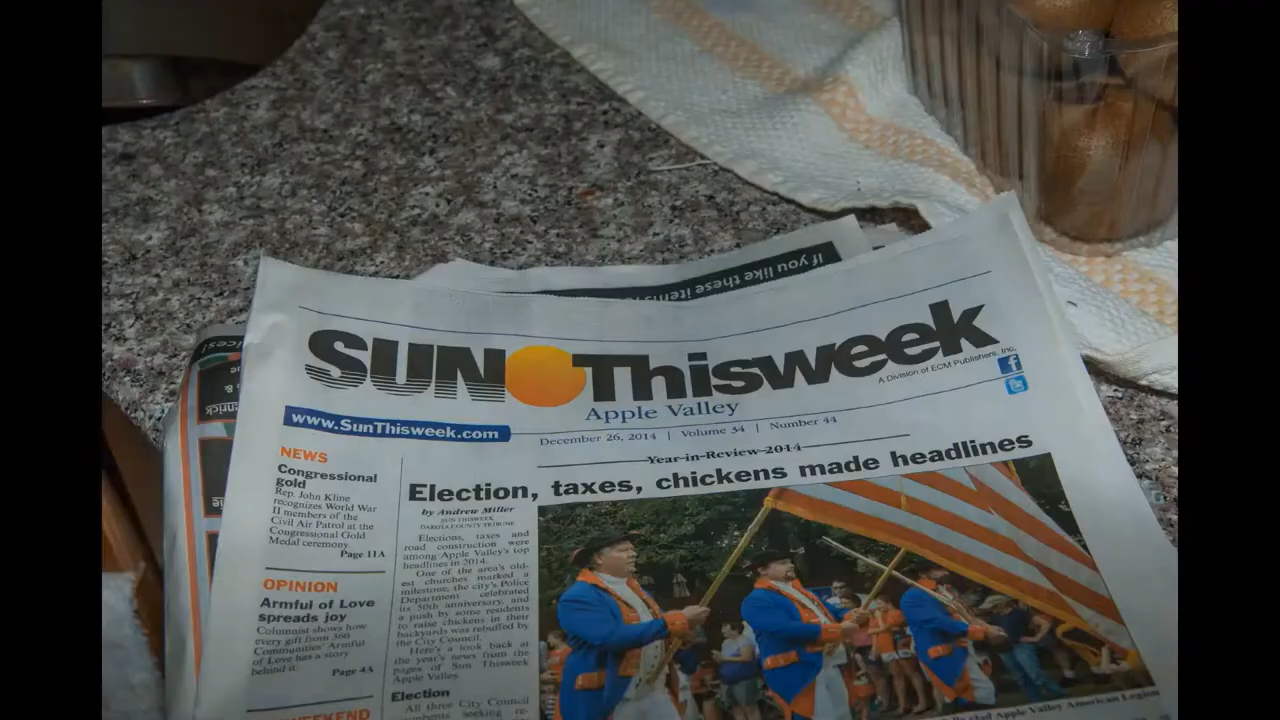 If you like these items
SUN Thisweek
A Division of ECM Publishers, Inc.
f
Apple Valley
www.SunThisweek.com
December 26, 2014 | Volume 34 | Number 44
Year-in-Review 2014
Election, taxes, chickens made headlines
NEWS
Congressional
gold
Rep. John Kline
recognizes World War
II members of the
Civil Air Patrol at the
Congressional Gold
Medal ceremony.
Page 11A
OPINION
Armful of Love
spreads joy
Columnist shows how
every gift from 360
Communities' Armful
of Love has a story
behind it.
Page 4A
WEEKEND
by Andrew Miller
SUN THISWEEK
DAKOTA COUNTY TRIBUNE
Elections, taxes and
road construction were
among Apple Valley's top
headlines in 2014.
One of the area's old-
est churches marked a
milestone, the city's Police
Department celebrated
its 50th anniversary, and
a push by some residents
to raise chickens in their
backyards was rebuffed by
the City Council.
Here's a look back at
the year's news from the
pages of Sun Thisweek
Apple Valley.
Election
All three City Council
seeking re-
Apple Valley American Legion